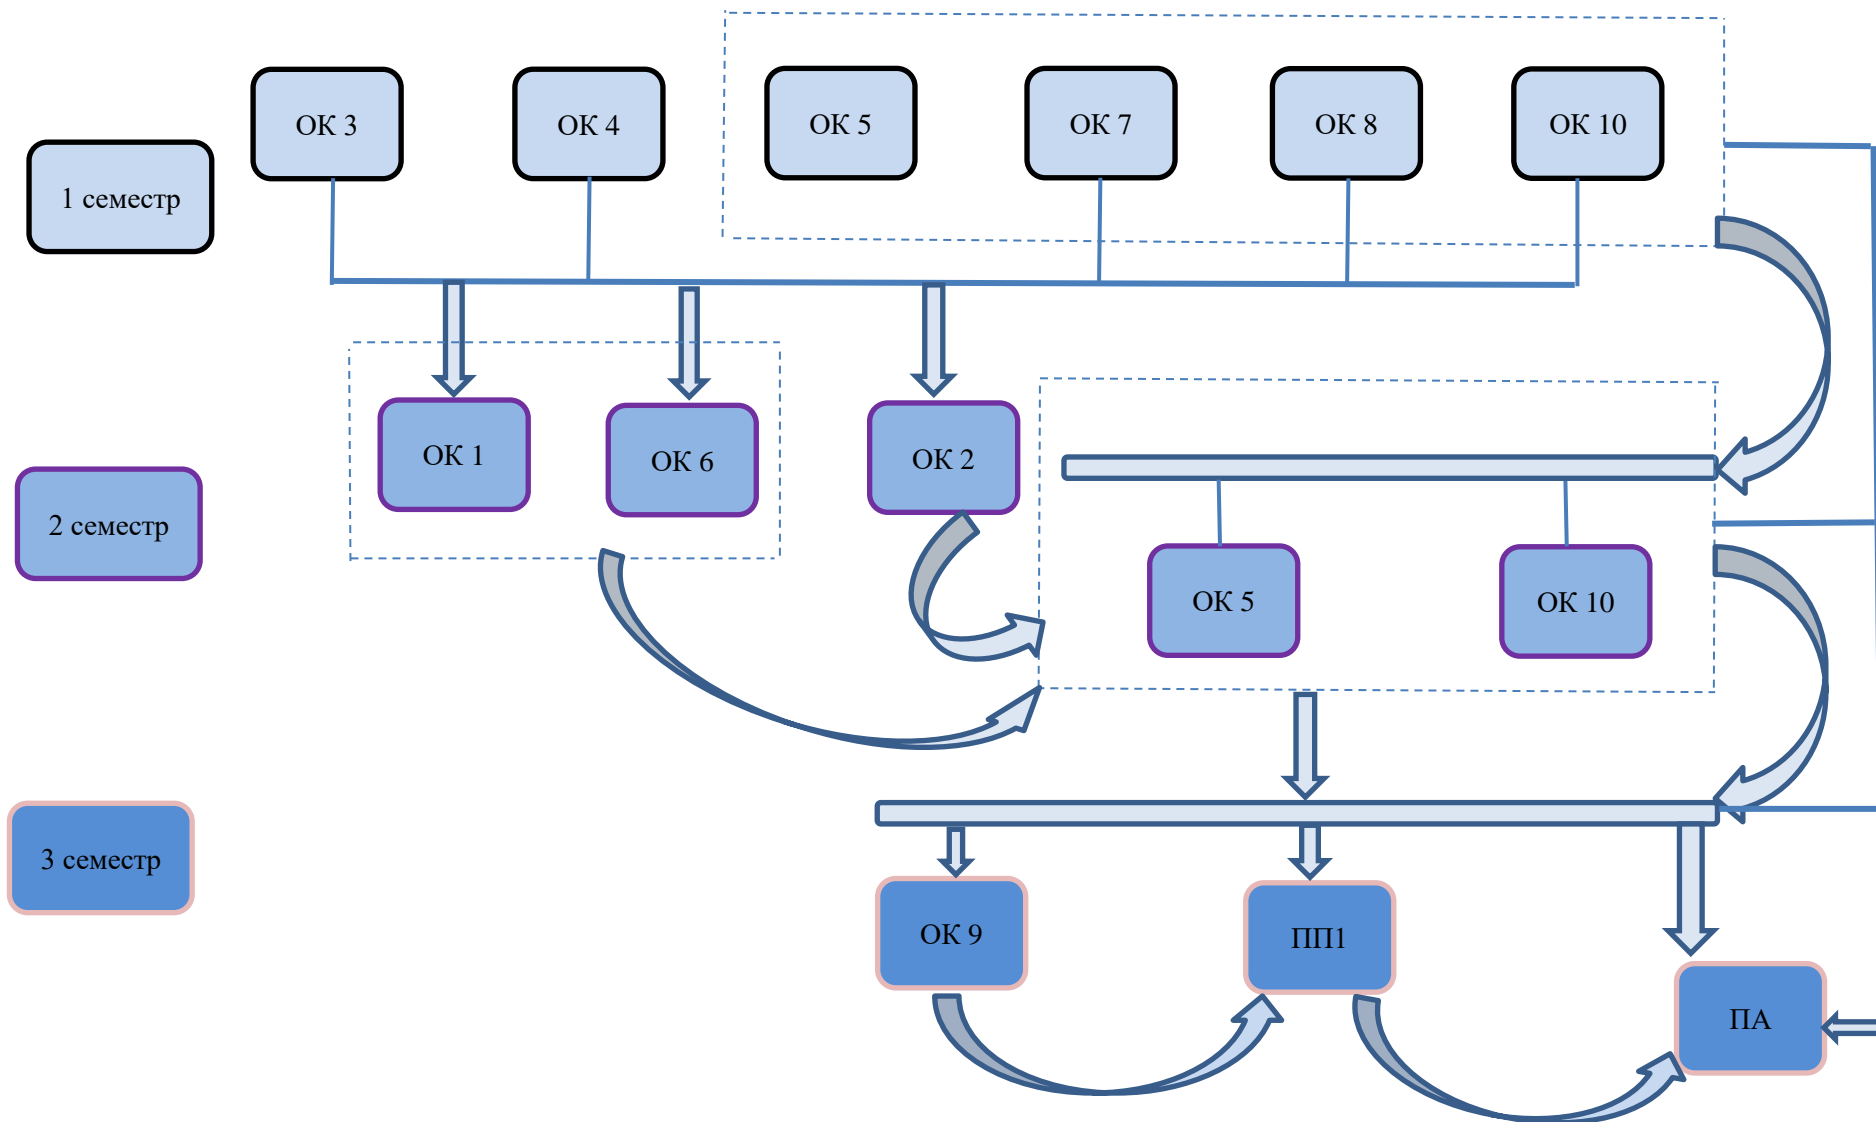 ОК 3
ОК 4
ОК 5
ОК 7
ОК 8
ОК 10
1 семестр
ОК 1
ОК 6
ОК 2
2 семестр
ОК 5
ОК 10
3 семестр
ОК 9
ПП1
ПА